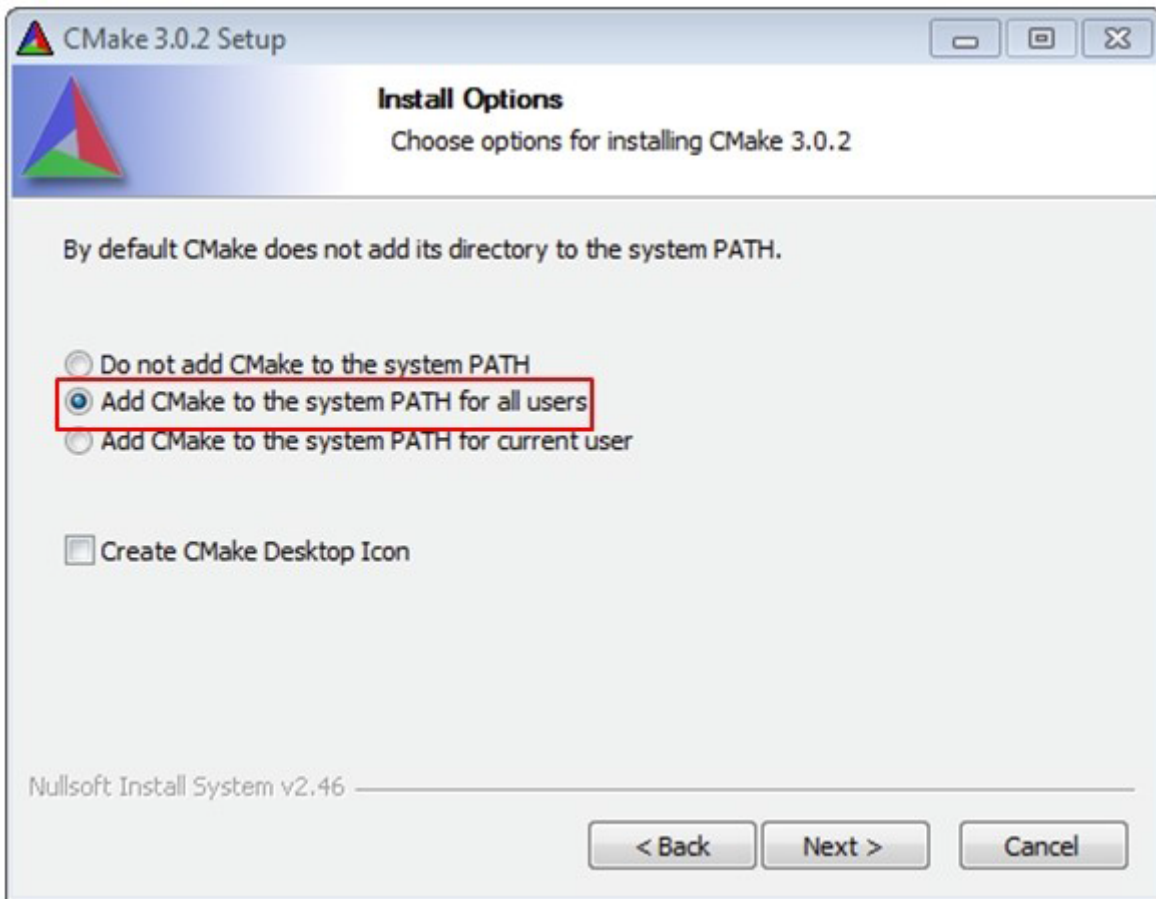 CMake 3.0.2 Setup
Install Options
Choose options for installing CMake 3.0.2
By default CMake does not add its directory to the system PATH.
Do not add CMake to the system PATH
Add CMake to the system PATH for all users
Add CMake to the system PATH for current user
Create CMake Desktop Icon
Nullsoft Install System v2.46
< Back Next > Cancel